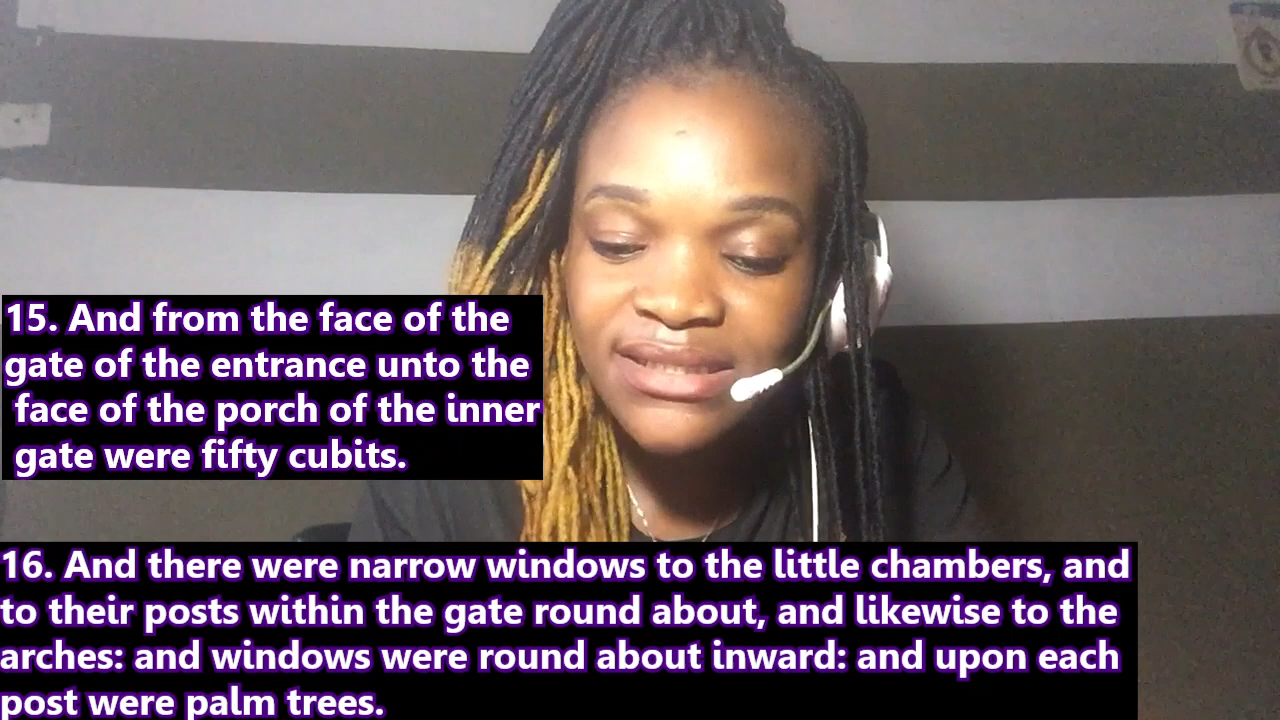 15. And from the face of the
gate of the entrance unto the
face of the porch of the inner
gate were fifty cubits.
16. And there were narrow windows to the little chambers, and
to their posts within the gate round about, and likewise to the
arches: and windows were round about inward: and upon each
post were palm trees.